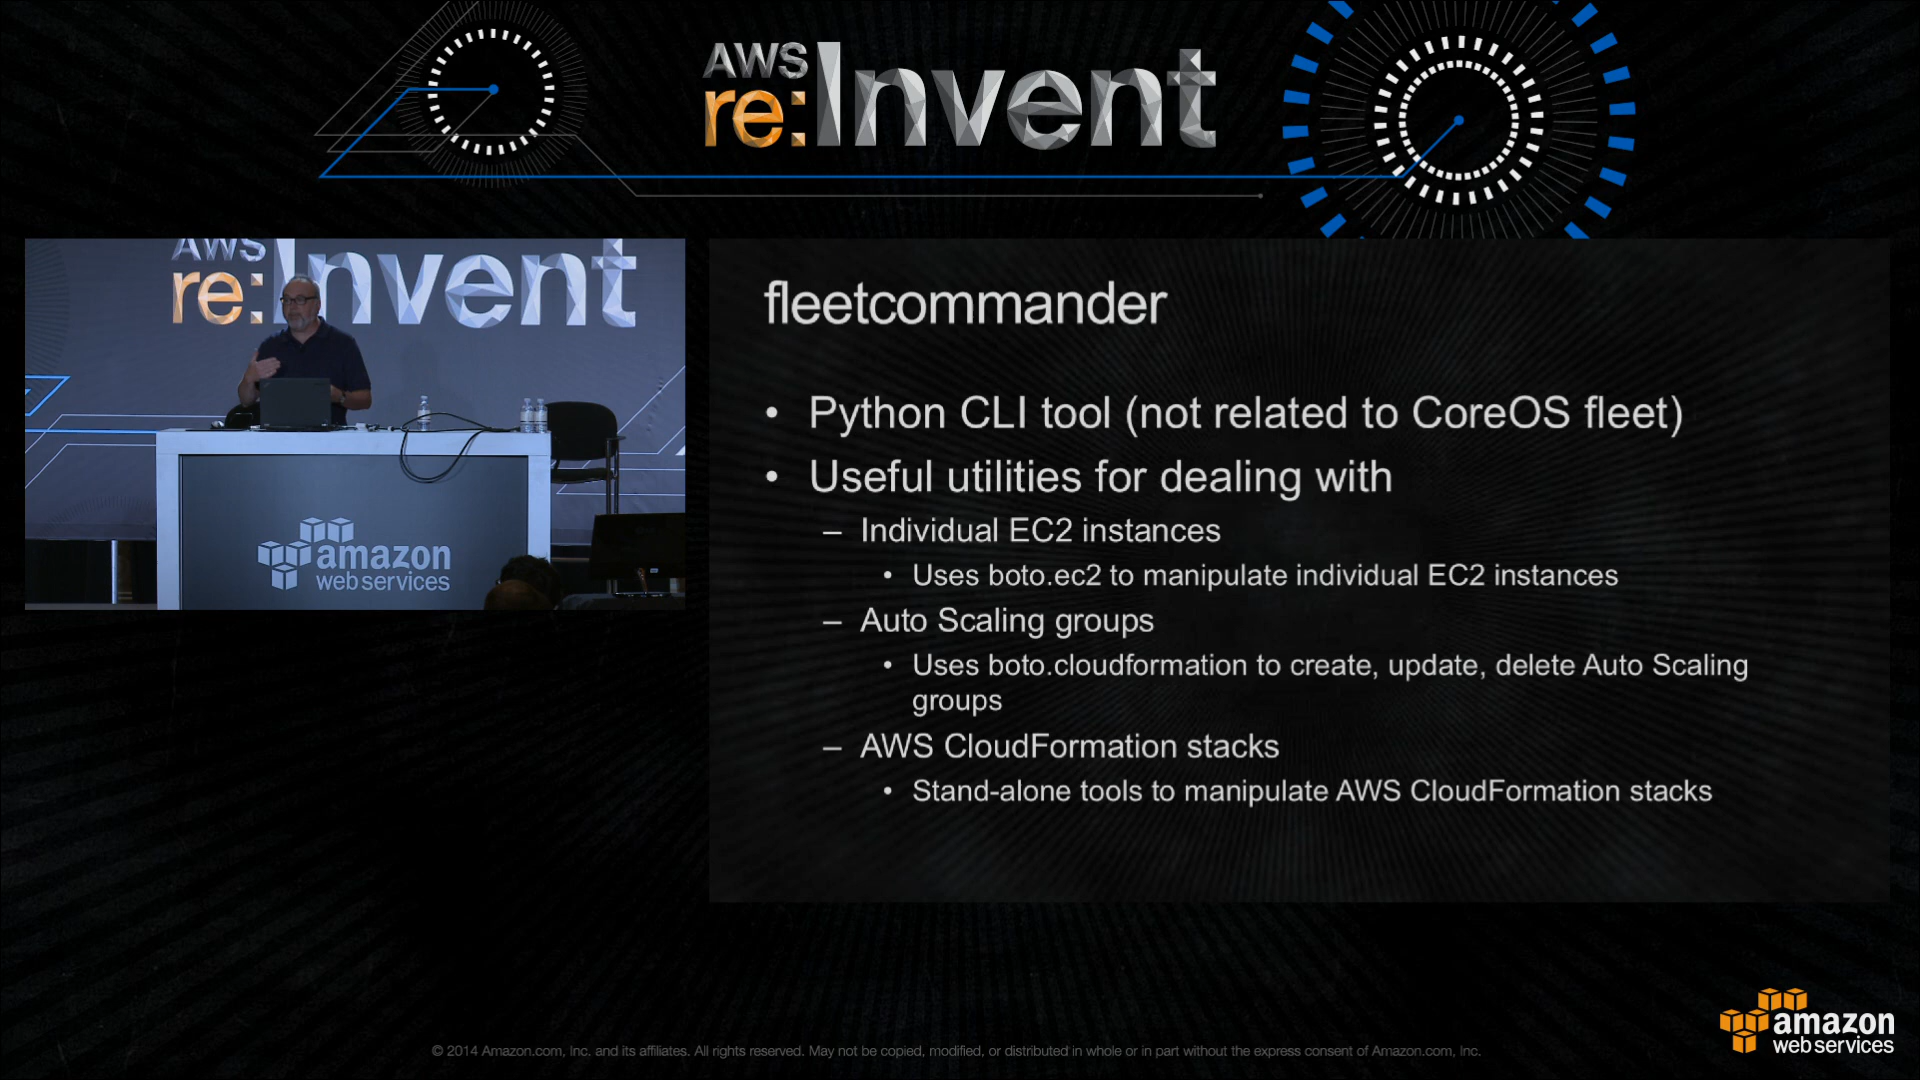 AWS
re:Invent
AWS
re:Invent
amazon
web services
fleetcommander
• Python CLI tool (not related to CoreOS fleet)
• Useful utilities for dealing with
– Individual EC2 instances
• Uses boto.ec2 to manipulate individual EC2 instances
– Auto Scaling groups
• Uses boto.cloudformation to create, update, delete Auto Scaling
groups
– AWS CloudFormation stacks
• Stand-alone tools to manipulate AWS CloudFormation stacks
amazon
web services
© 2014 Amazon.com, Inc. and its affiliates. All rights reserved. May not be copied, modified, or distributed in whole or in part without the express consent of Amazon.com, Inc.